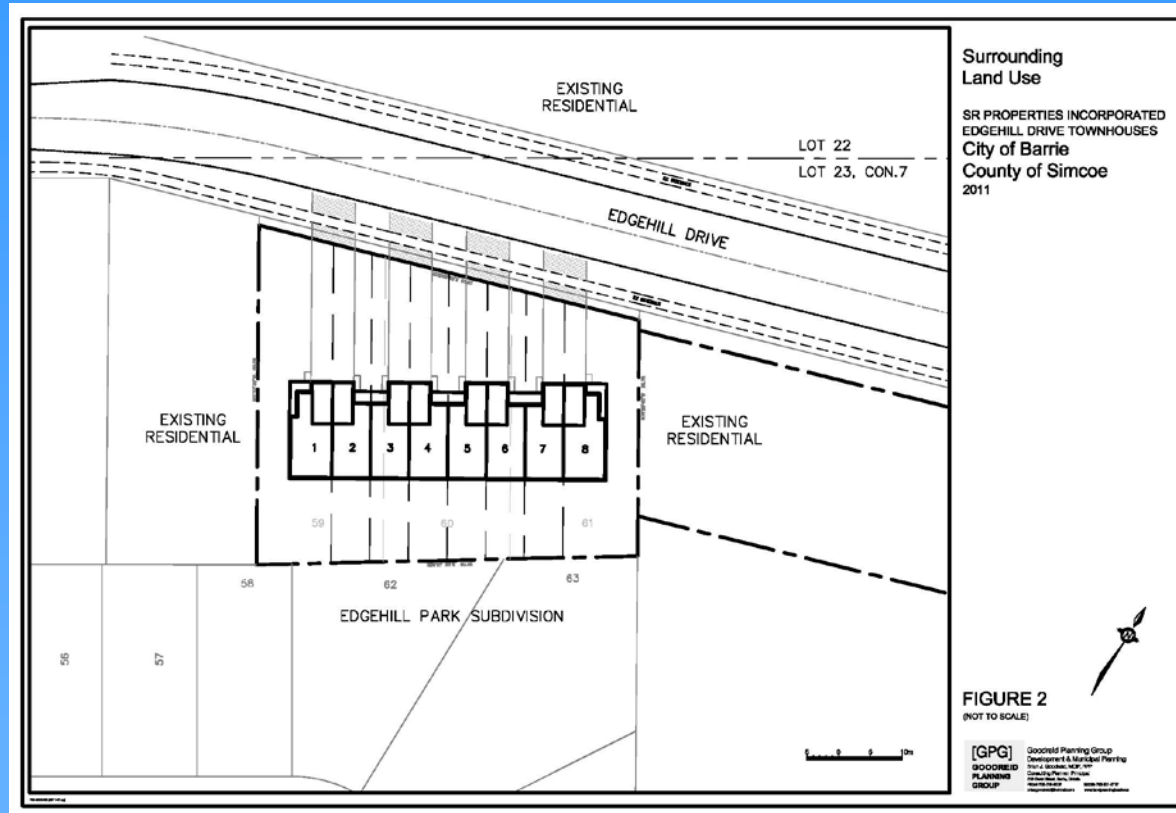 Surrounding
Land Use
SR PROPERTIES INCORPORATED
EDGEHILL DRIVE TOWNHOUSES
City of Barrie
County of Simcoe
2011
EXISTING
RESIDENTIAL
LOT 22
LOT 23, CON.7
EDGEHILL DRIVE
EXISTING
RESIDENTIAL
EXISTING
RESIDENTIAL
1 2 3 4 5 6 7 8
59 60 61
58 62 63
EDGEHILL PARK SUBDIVISION
56 57
5 0 5 10m
FIGURE 2
(NOT TO SCALE)
[GPG]
GOODREID
PLANNING
GROUP
Goodreid Planning Group
Development & Municipal Planning